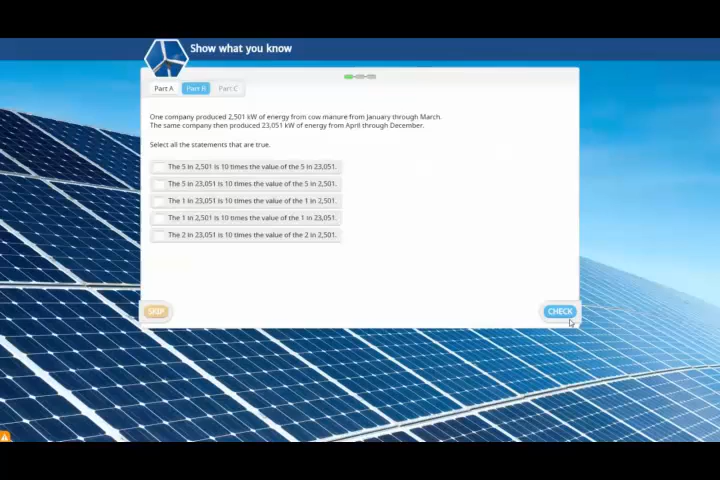 Show what you know
Part A Part B Part C
One company produced 2,501 kW of energy from cow manure from January through March.
The same company then produced 23,051 kW of energy from April through December.
Select all the statements that are true.
The 5 in 2,501 is 10 times the value of the 5 in 23,051.
The 5 in 23,051 is 10 times the value of the 5 in 2,501.
The 1 in 23,051 is 10 times the value of the 1 in 2,501.
The 1 in 2,501 is 10 times the value of the 1 in 23,051.
The 2 in 23,051 is 10 times the value of the 2 in 2,501.
SKIP CHECK